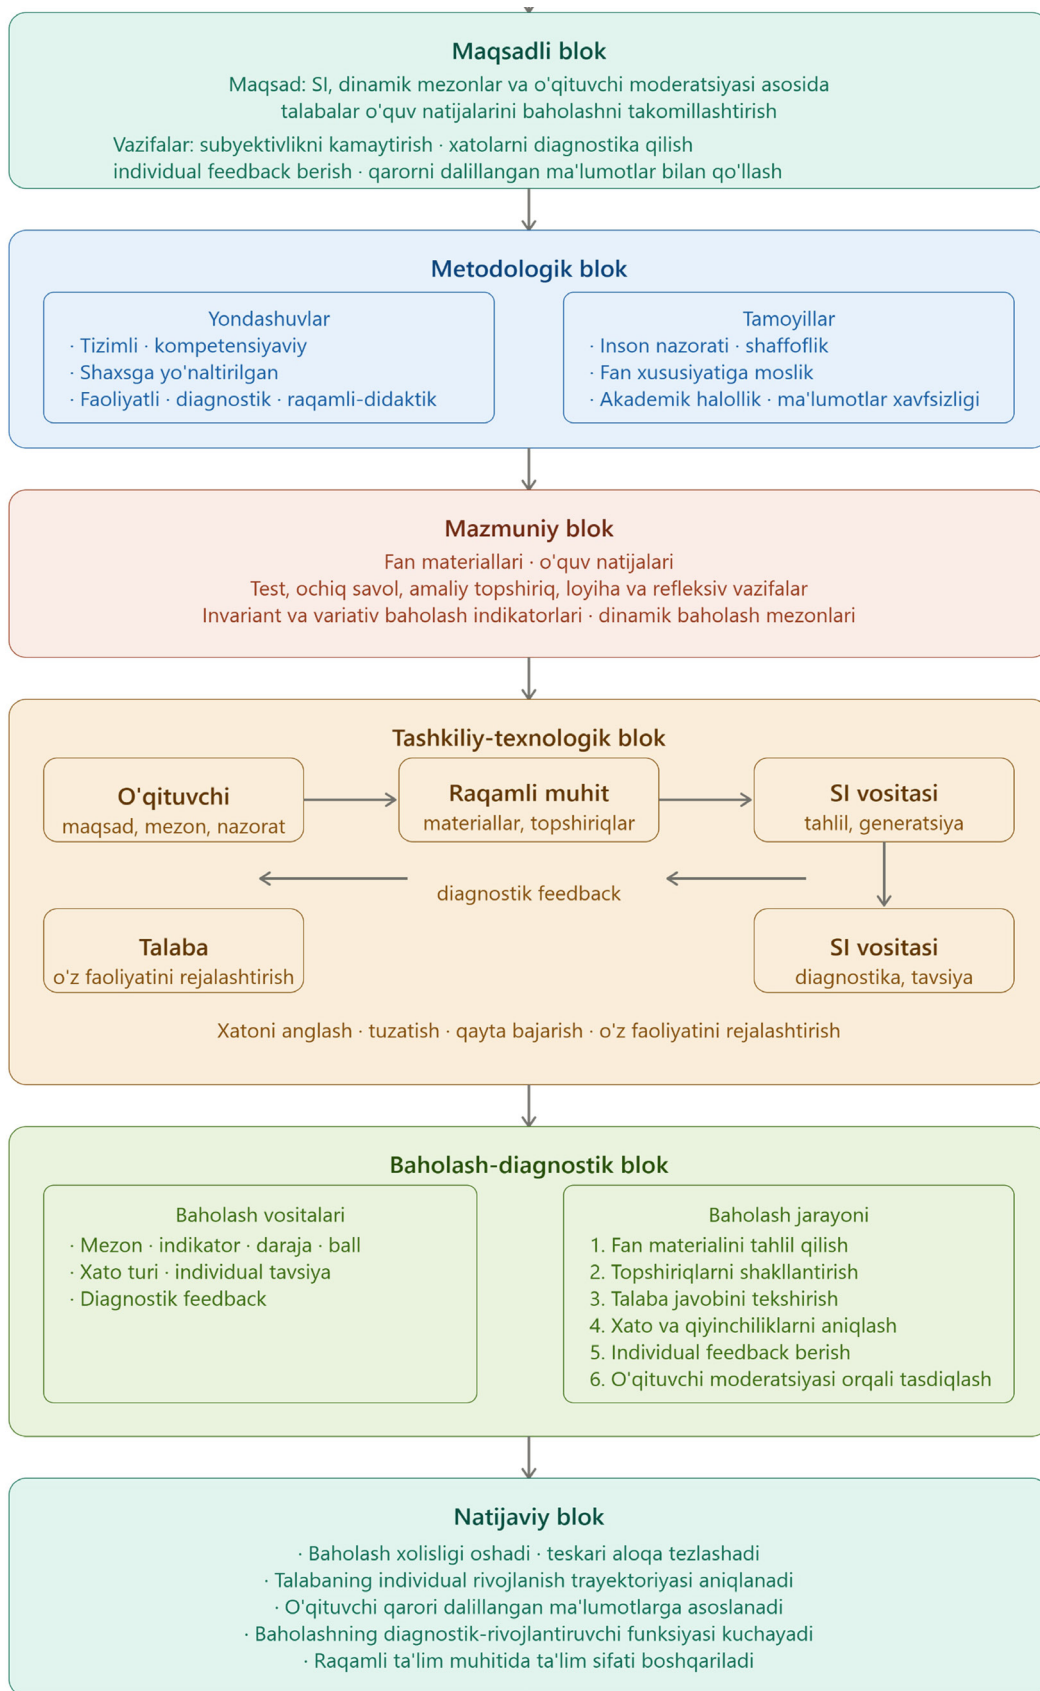 Maqsadli blok
Maqsad: SI, dinamik mezonlar va o'qituvchi moderatsiyasi asosida
talabalar o'quv natijalarini baholashni takomillashtirish
Vazifalar: subyektivlikni kamaytirish · xatolarni diagnostika qilish
individual feedback berish · qarorni dalillangan ma'lumotlar bilan qo'llash
Metodologik blok
Yondashuvlar
· Tizimli · kompetensiyaviy
· Shaxsga yo'naltirilgan
· Faoliyatli · diagnostik · raqamli-didaktik
Tamoyillar
· Inson nazorati · shaffoflik
· Fan xususiyatiga moslik
· Akademik halollik · ma'lumotlar xavfsizligi
Mazmuniy blok
Fan materiallari · o'quv natijalari
Test, ochiq savol, amaliy topshiriq, loyiha va refleksiv vazifalar
Invariant va variativ baholash indikatorlari · dinamik baholash mezonlari
Tashkiliy-texnologik blok
O'qituvchi
maqsad, mezon, nazorat
Raqamli muhit
materiallar, topshiriqlar
SI vositasi
tahlil, generatsiya
diagnostik feedback
Talaba
o'z faoliyatini rejalashtirish
SI vositasi
diagnostika, tavsiya
Xatoni anglash · tuzatish · qayta bajarish · o'z faoliyatini rejalashtirish
Baholash-diagnostik blok
Baholash vositalari
· Mezon · indikator · daraja · ball
· Xato turi · individual tavsiya
· Diagnostik feedback
Baholash jarayoni
1. Fan materialini tahlil qilish
2. Topshiriqlarni shakllantirish
3. Talaba javobini tekshirish
4. Xato va qiyinchiliklarni aniqlash
5. Individual feedback berish
6. O'qituvchi moderatsiyasi orqali tasdiqlash
Natijaviy blok
· Baholash xolisligi oshadi · teskari aloqa tezlashadi
· Talabaning individual rivojlanish trayektoriyasi aniqlanadi
· O'qituvchi qarori dalillangan ma'lumotlarga asoslanadi
· Baholashning diagnostik-rivojlantiruvchi funksiyasi kuchayadi
· Raqamli ta'lim muhitida ta'lim sifati boshqariladi